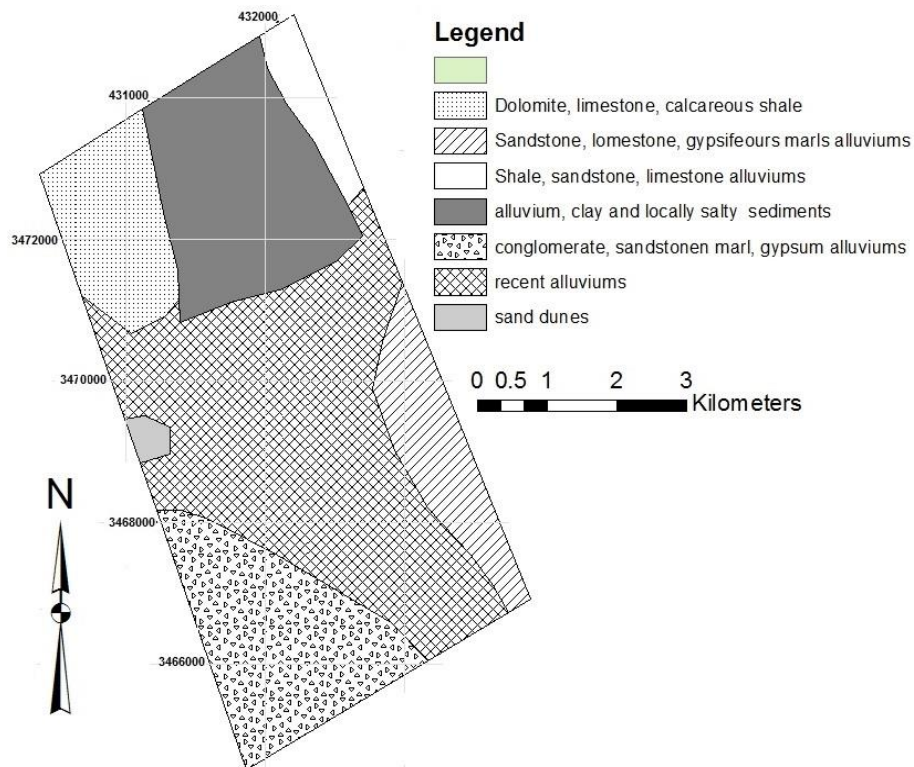 432000
431000
3472000
3470000
3468000
3466000
N
Legend
Dolomite, limestone, calcareous shale
Sandstone, lomestone, gypsifeours marls alluviums
Shale, sandstone, limestone alluviums
alluvium, clay and locally salty sediments
conglomerate, sandstonen marl, gypsum alluviums
recent alluviums
sand dunes
0 0.5 1 2 3
Kilometers